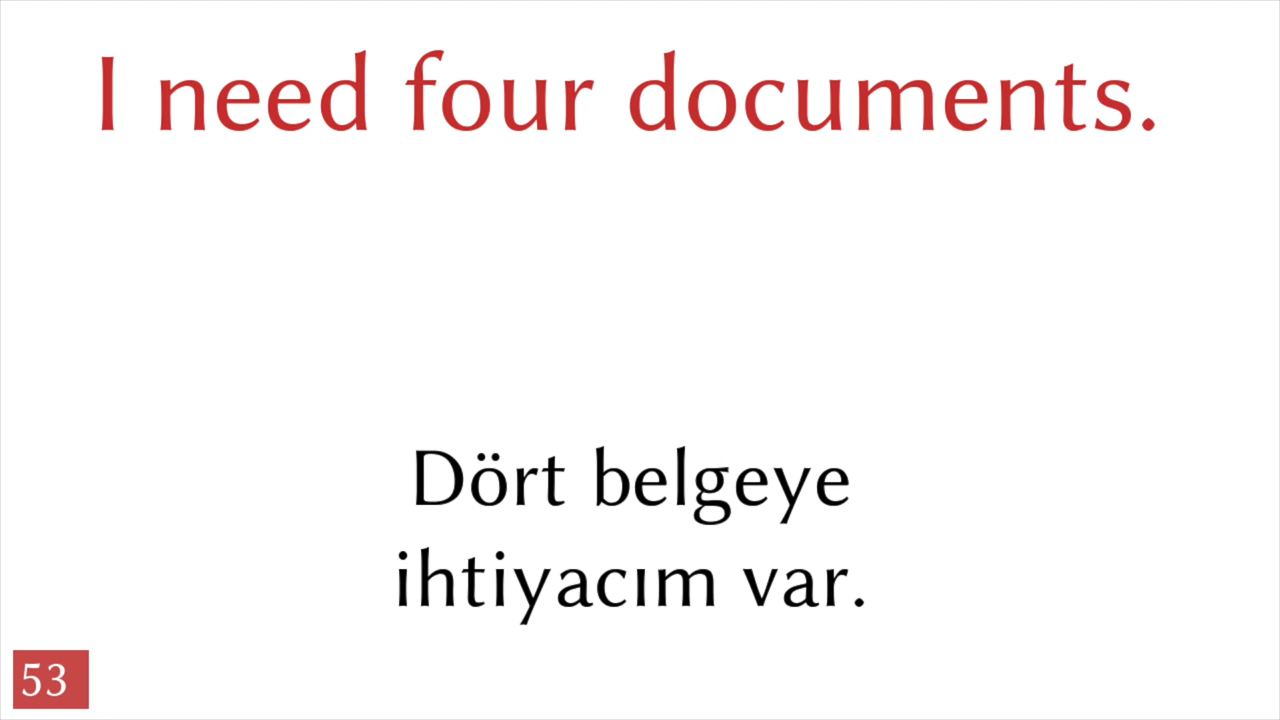 I need four documents.
Dört belgeye
ihtiyacım var.
53